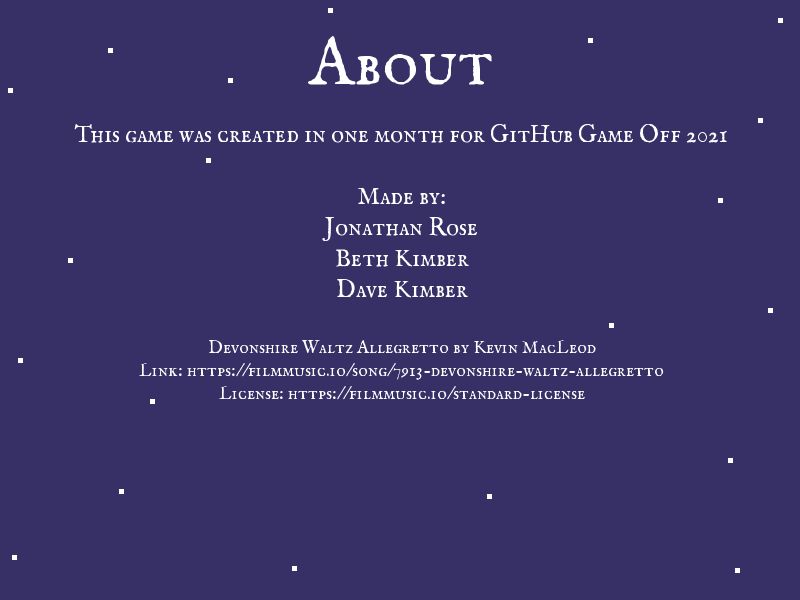 About
This game was created in one month for GitHub Game Off 2021
Made by:
Jonathan Rose
Beth Kimber
Dave Kimber
Devonshire Waltz Allegretto by Kevin MacLeod
Link: https://filmmusic.io/song/7913-devonshire-waltz-allegretto
License: https://filmmusic.io/standard-license